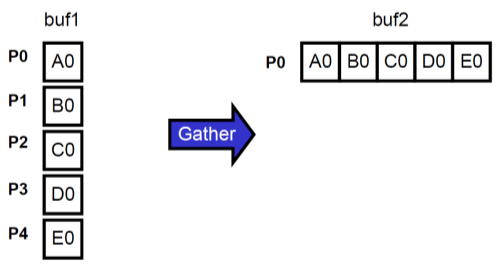 buf1
buf2
P0 A0
P1 B0
P2 C0
P3 D0
P4 E0
Gather
P0 A0 B0 C0 D0 E0